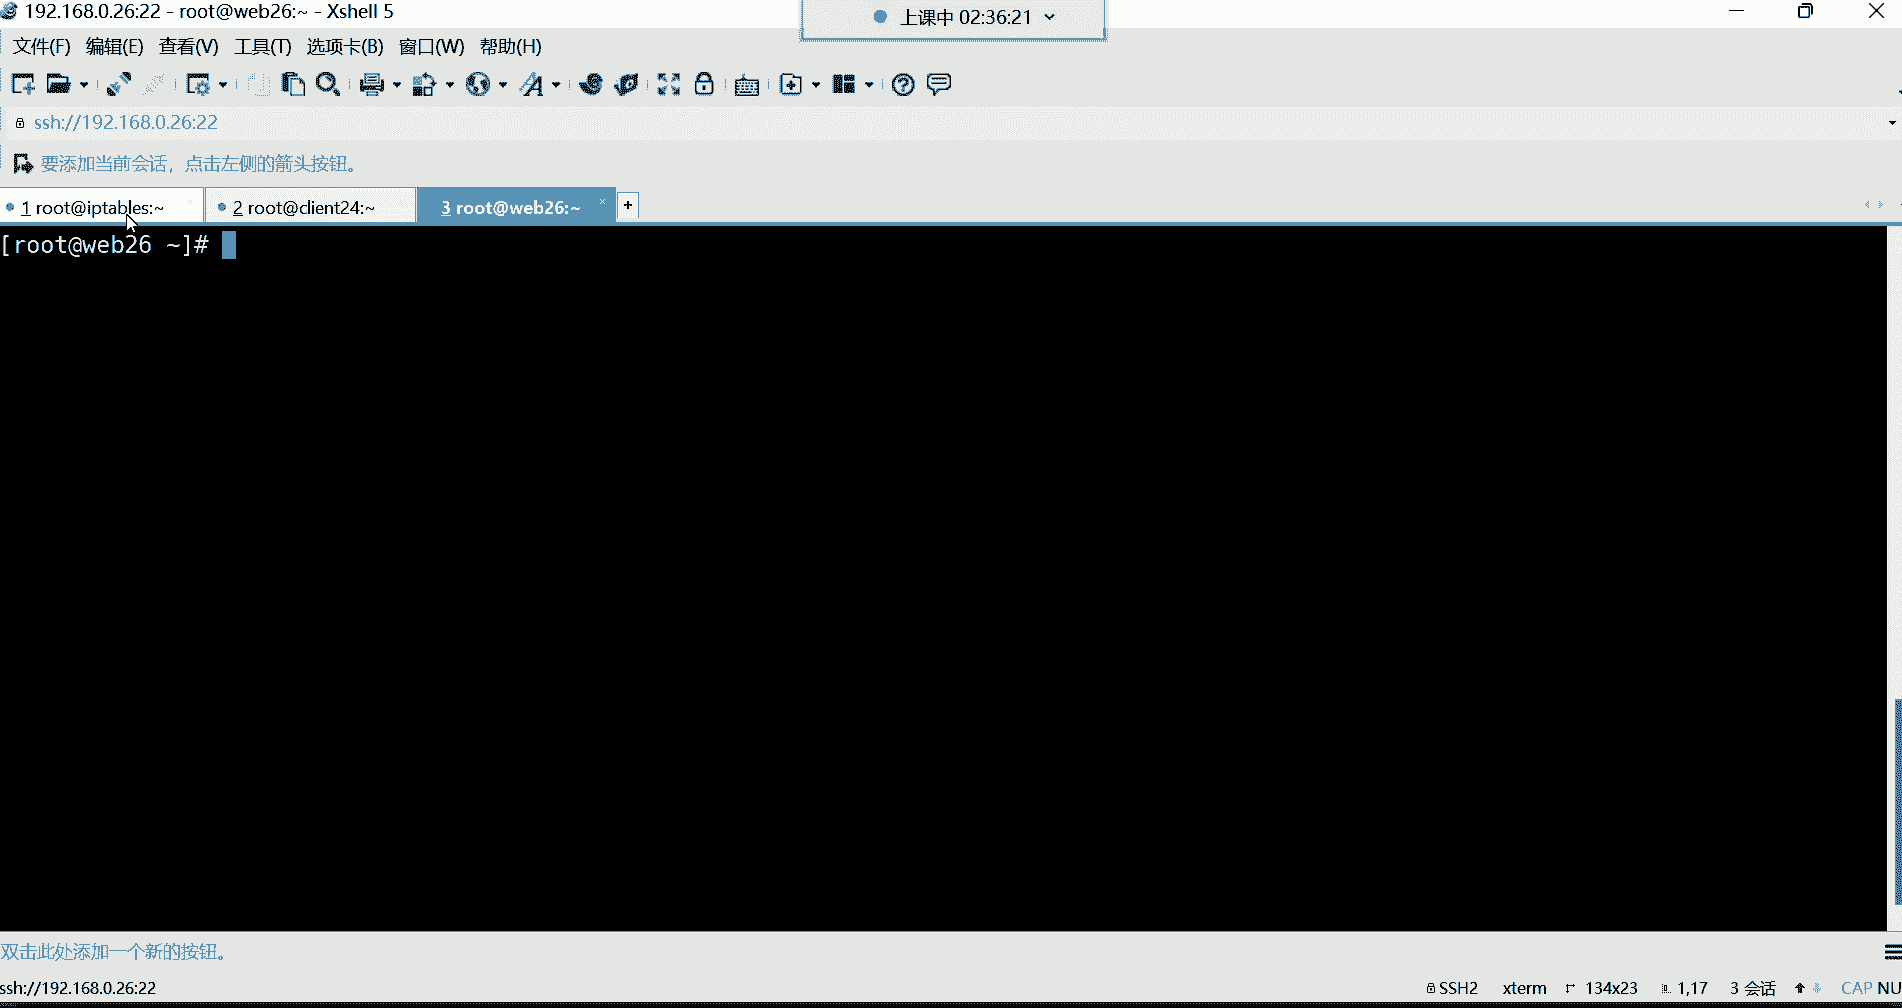 192.168.0.26:22 - root@web26:~ - Xshell 5
上课中 02:36:21
文件(F) 编辑(E) 查看(V) 工具(T) 选项卡(B) 窗口(W) 帮助(H)
ssh://192.168.0.26:22
要添加当前会话，点击左侧的箭头按钮。
1 root@iptables:~ 2 root@client24:~ 3 root@web26:~ +
[root@web26 ~]#
双击此处添加一个新的按钮。
ssh://192.168.0.26:22 SSH2 xterm 134x23 1,17 3 会话 CAP NU